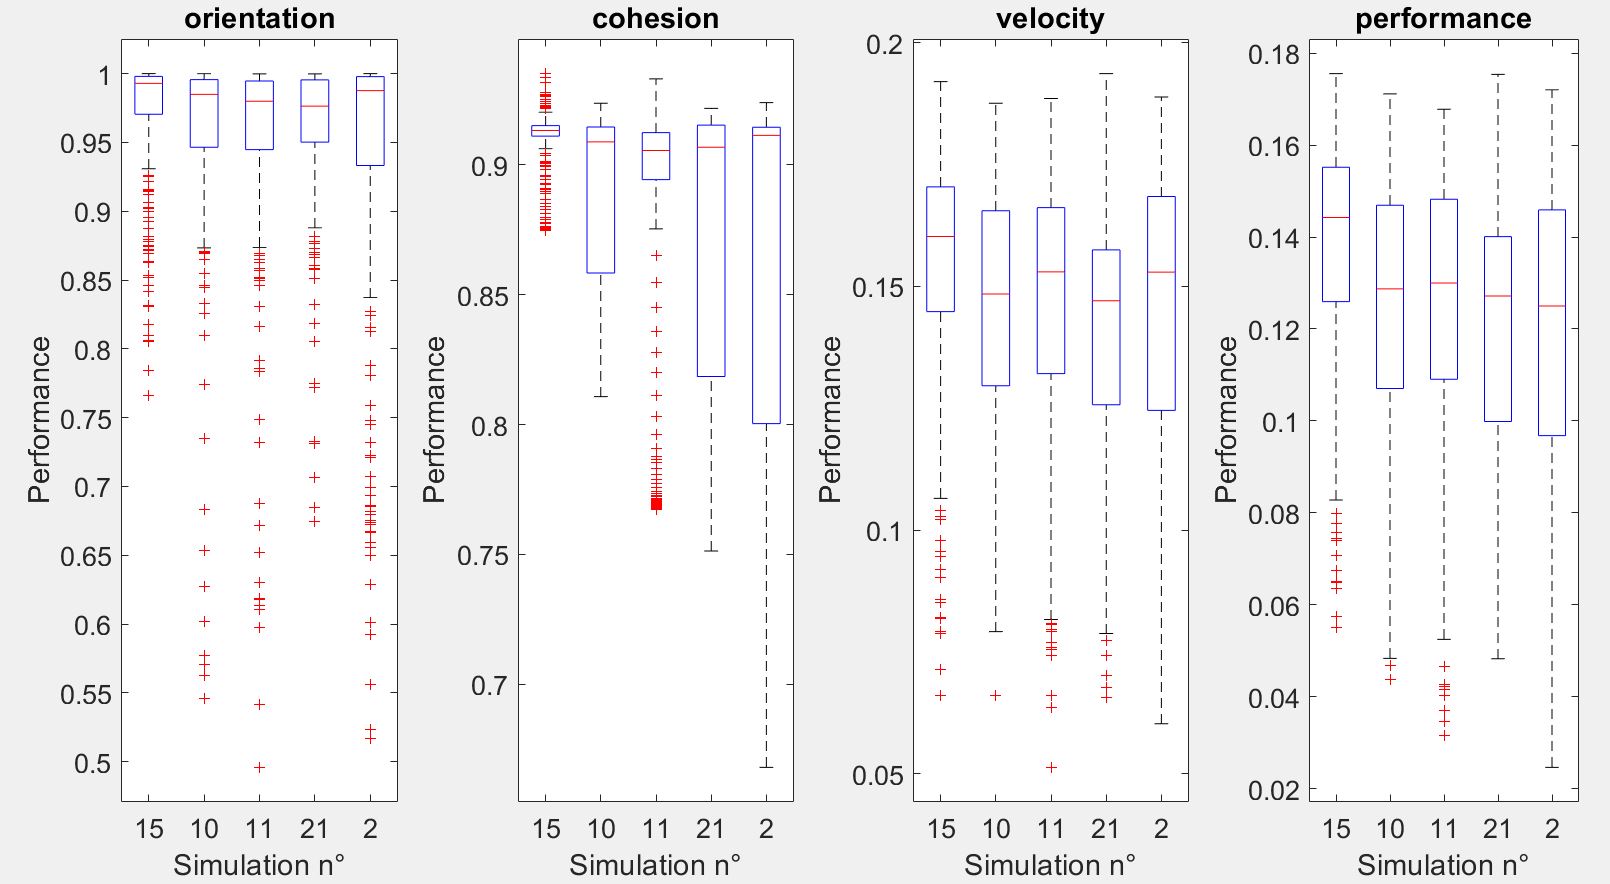 orientation cohesion velocity performance
1
0.95
0.9
0.85
0.8
0.75
0.7
0.65
0.6
0.55
0.5
Performance
15 10 11 21 2
Simulation n°
0.9
0.85
0.8
0.75
0.7
Performance
15 10 11 21 2
Simulation n°
0.2
0.15
0.1
0.05
Performance
15 10 11 21 2
Simulation n°
0.18
0.16
0.14
0.12
0.1
0.08
0.06
0.04
0.02
Performance
15 10 11 21 2
Simulation n°